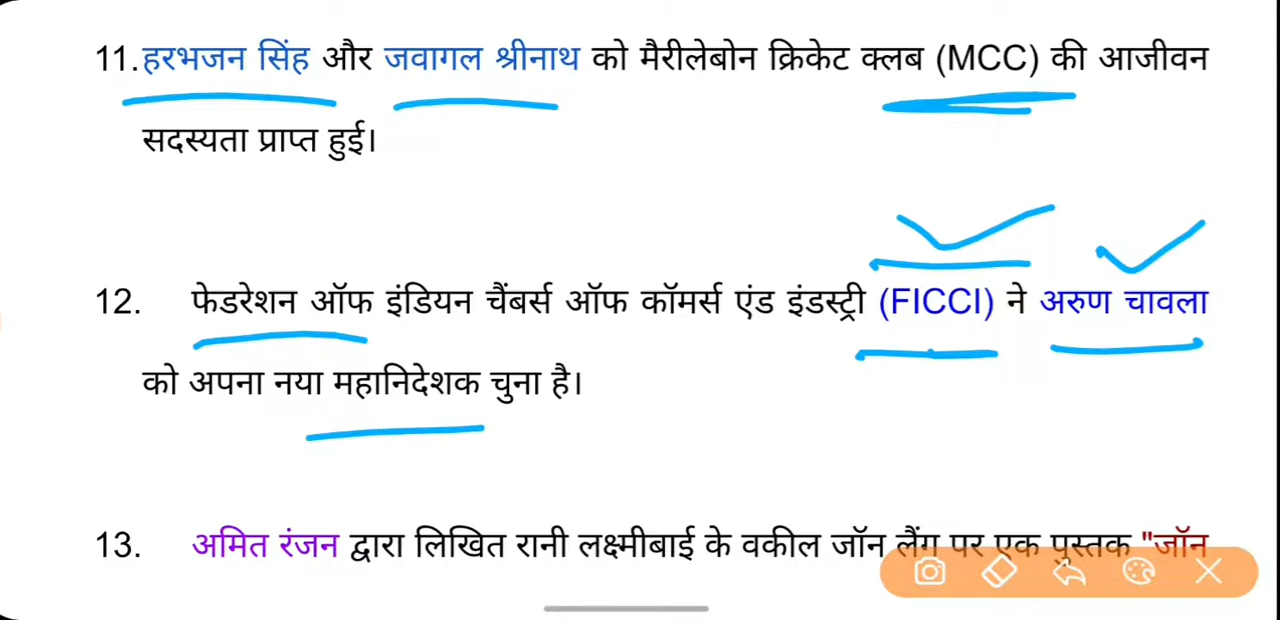 11. हरभजन सिंह और जवागल श्रीनाथ को मैरीलेबोन क्रिकेट क्लब (MCC) की आजीवन
सदस्यता प्राप्त हुई।
12. फेडरेशन ऑफ इंडियन चैंबर्स ऑफ कॉमर्स एंड इंडस्ट्री (FICCI) ने अरुण चावला
को अपना नया महानिदेशक चुना है।
13. अमित रंजन द्वारा लिखित रानी लक्ष्मीबाई के वकील जॉन लैंग पर एक पुस्तक "जॉन